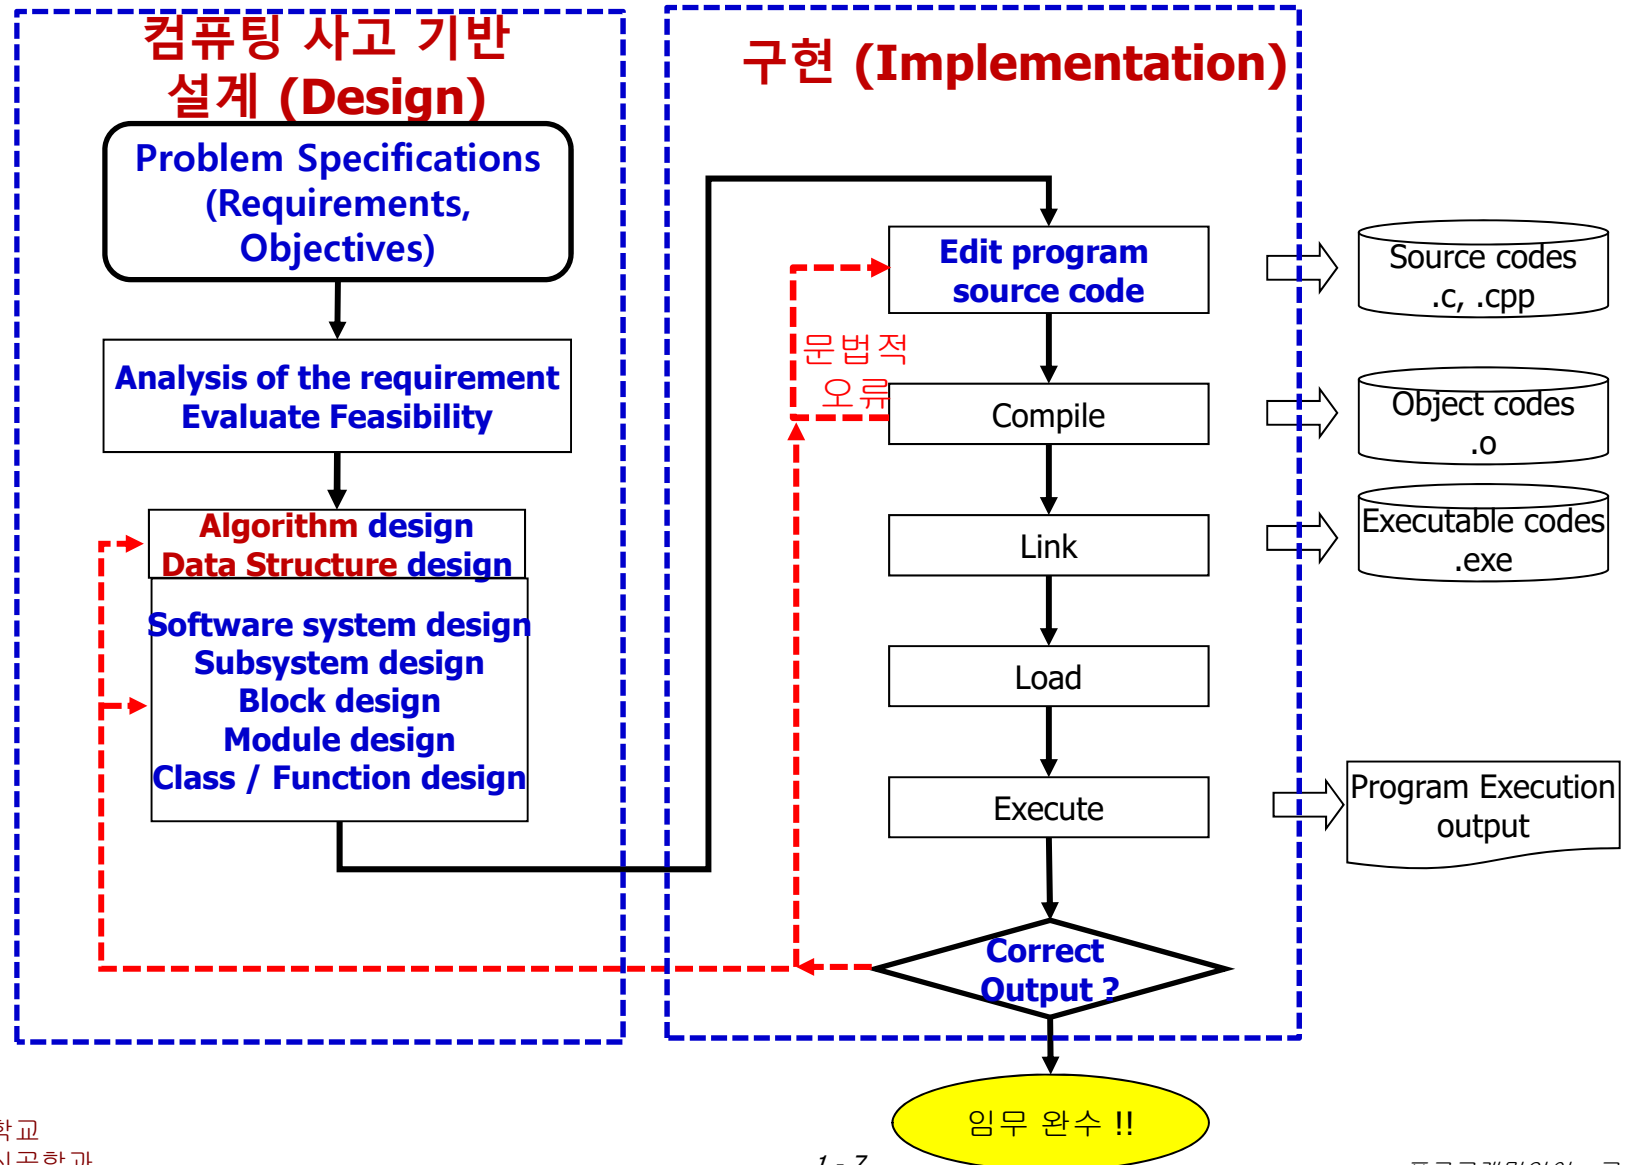 컴퓨팅 사고 기반
설계 (Design)
Problem Specifications
(Requirements,
Objectives)
Analysis of the requirement
Evaluate Feasibility
Algorithm design
Data Structure design
Software system design
Subsystem design
Block design
Module design
Class / Function design
구현 (Implementation)
Edit program
source code
문법적
오류
Compile
Link
Load
Execute
Correct
Output ?
임무 완수 !!
Source codes
.c, .cpp
Object codes
.o
Executable codes
.exe
Program Execution
output
1 - 7